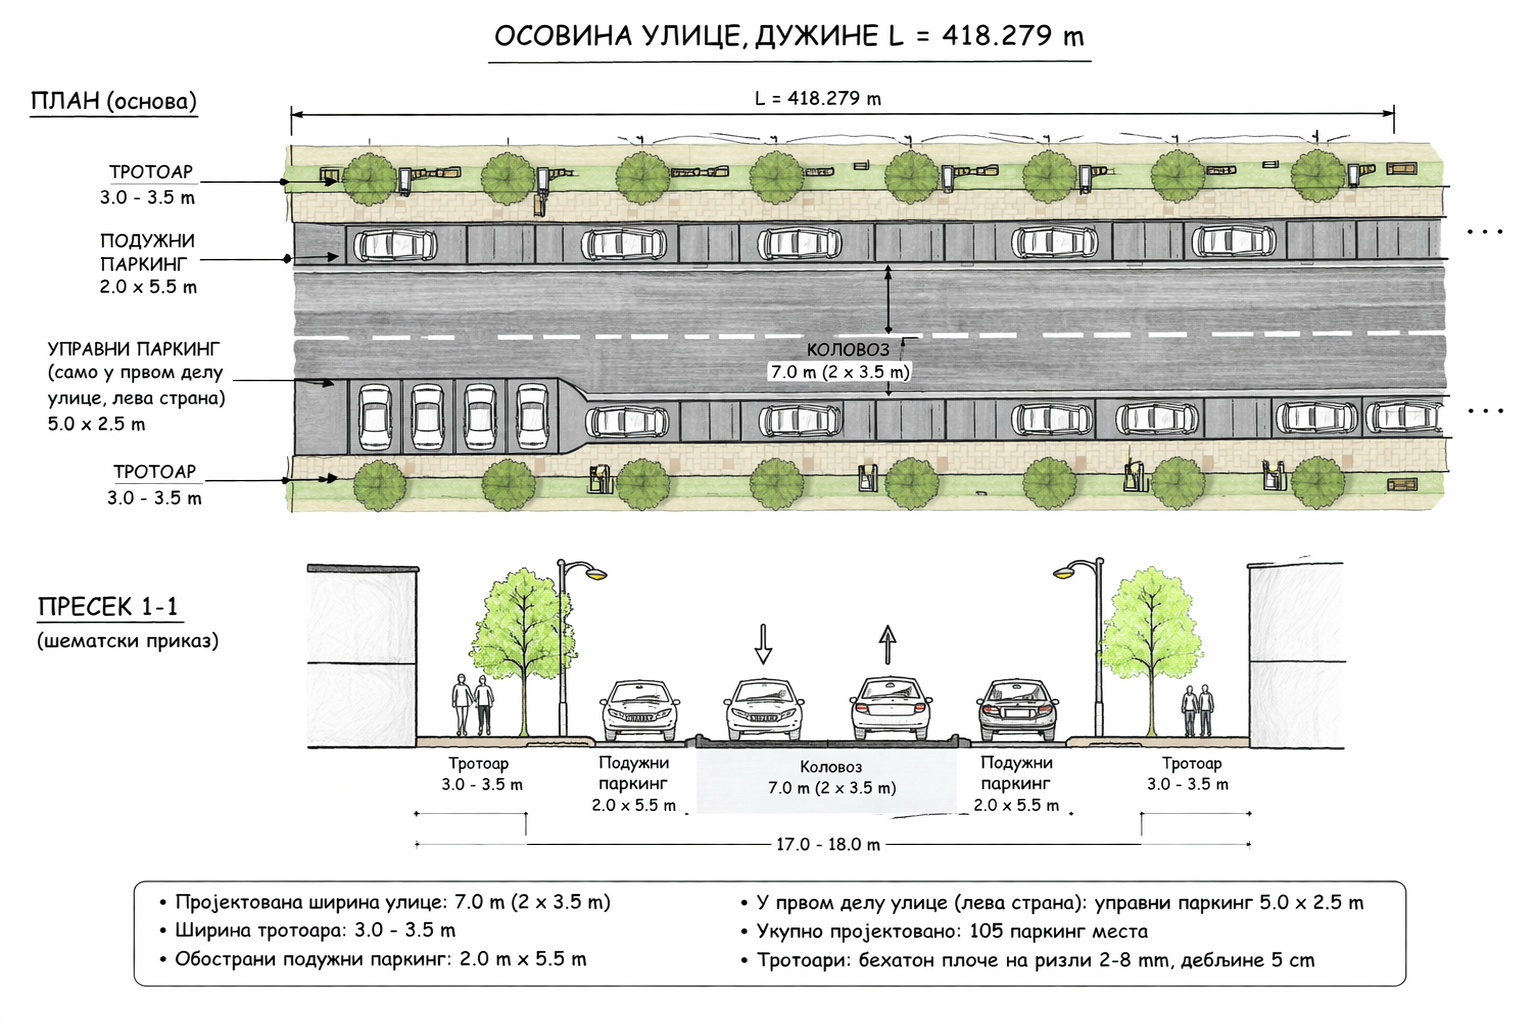 ОСОВИНА УЛИЦЕ, ДУЖИНЕ L = 418.279 m
ПЛАН (основа)
L = 418.279 m
ТРОТОАР
3.0 - 3.5 m
ПОДУЖНИ
ПАРКИНГ
2.0 x 5.5 m
УПРАВНИ ПАРКИНГ
(само у првом делу
улице, лева страна)
5.0 x 2.5 m
ТРОТОАР
3.0 - 3.5 m
КОЛОВОЗ
7.0 m (2 x 3.5 m)
...
...
ПРЕСЕК 1-1
(шематски приказ)
Тротоар
3.0 - 3.5 m
Подужни
паркинг
2.0 x 5.5 m
Коловоз
7.0 m (2 x 3.5 m)
Подужни
паркинг
2.0 x 5.5 m
Тротоар
3.0 - 3.5 m
17.0 - 18.0 m
• Пројектована ширина улице: 7.0 m (2 x 3.5 m)
• Ширина тротоара: 3.0 - 3.5 m
• Обострани подужни паркинг: 2.0 m x 5.5 m
• У првом делу улице (лева страна): управни паркинг 5.0 x 2.5 m
• Укупно пројектовано: 105 паркинг места
• Тротоари: бехатон плоче на ризли 2-8 mm, дебљине 5 cm